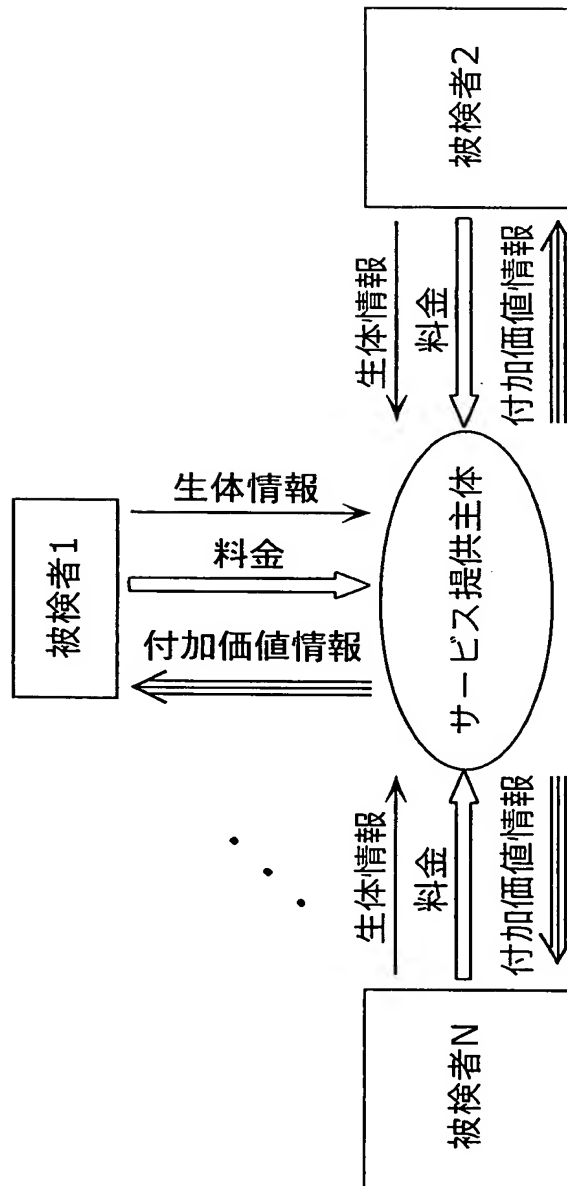 被検者1
生体情報
料金
付加価値情報
被検者2
生体情報
料金
付加価値情報
サービス提供主体
生体情報
料金
付加価値情報
被検者N